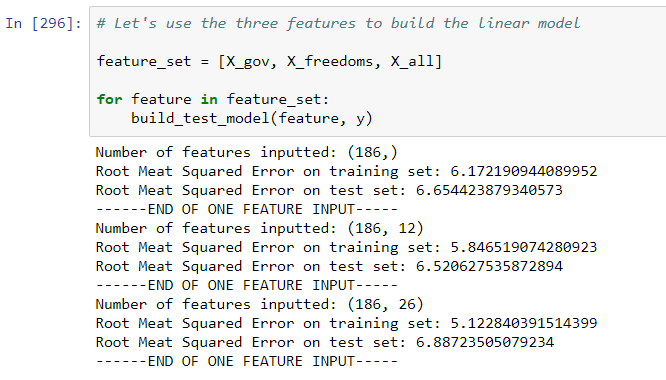 In [296]: # Let's use the three features to build the linear model
feature_set = [X_gov, X_freedoms, X_all]
for feature in feature_set:
build_test_model(feature, y)
Number of features inputted: (186,)
Root Meat Squared Error on training set: 6.172190944089952
Root Meat Squared Error on test set: 6.654423879340573
------END OF ONE FEATURE INPUT-----
Number of features inputted: (186, 12)
Root Meat Squared Error on training set: 5.846519074280923
Root Meat Squared Error on test set: 6.520627535872894
------END OF ONE FEATURE INPUT-----
Number of features inputted: (186, 26)
Root Meat Squared Error on training set: 5.122840391514399
Root Meat Squared Error on test set: 6.88723505079234
------END OF ONE FEATURE INPUT-----